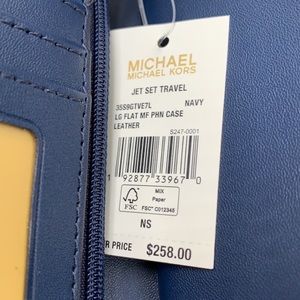 MICHAEL
MICHAEL KORS
JET SET TRAVEL
35S9GTVE7L NAVY
LG FLAT MF PHN CASE
LEATHER
S247-0001
1 92877 33967 0
FSC
MIX
Paper
FSC® C012345
NS
R PRICE $258.00